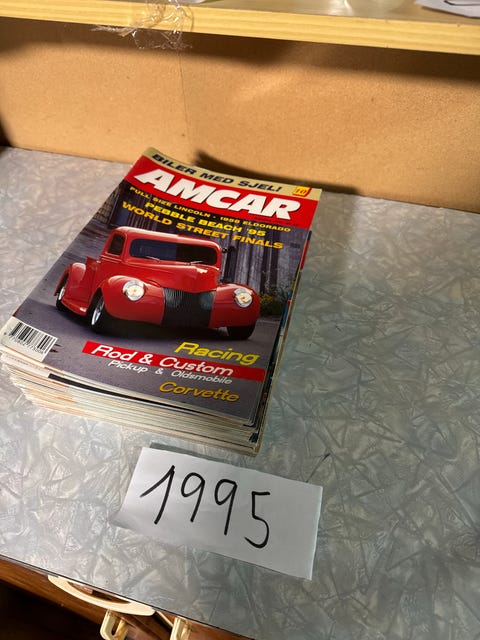 BILER MED SJEL!
10
AMCAR
FULL SIZE LINCOLN • 1958 ELDORADO
PEBBLE BEACH '95
WORLD STREET FINALS
Racing
Rod & Custom
Pickup & Oldsmobile
Corvette
1995